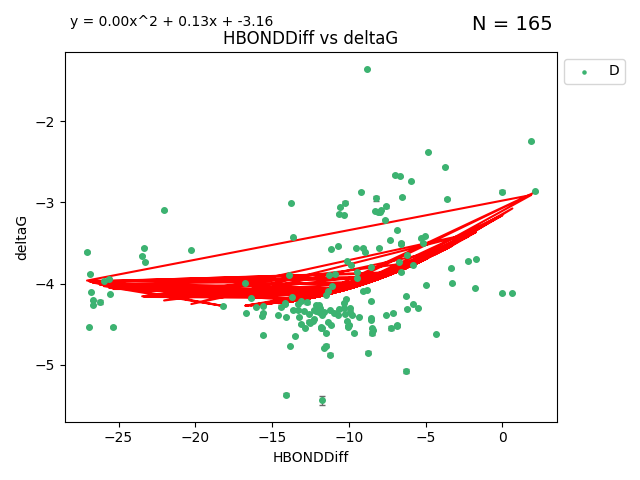 y = 0.00x^2 + 0.13x + -3.16
N = 165
HBONDDiff vs deltaG
D
−2
−3
−4
−5
deltaG
−25
−20
−15
−10
−5
0
HBONDDiff